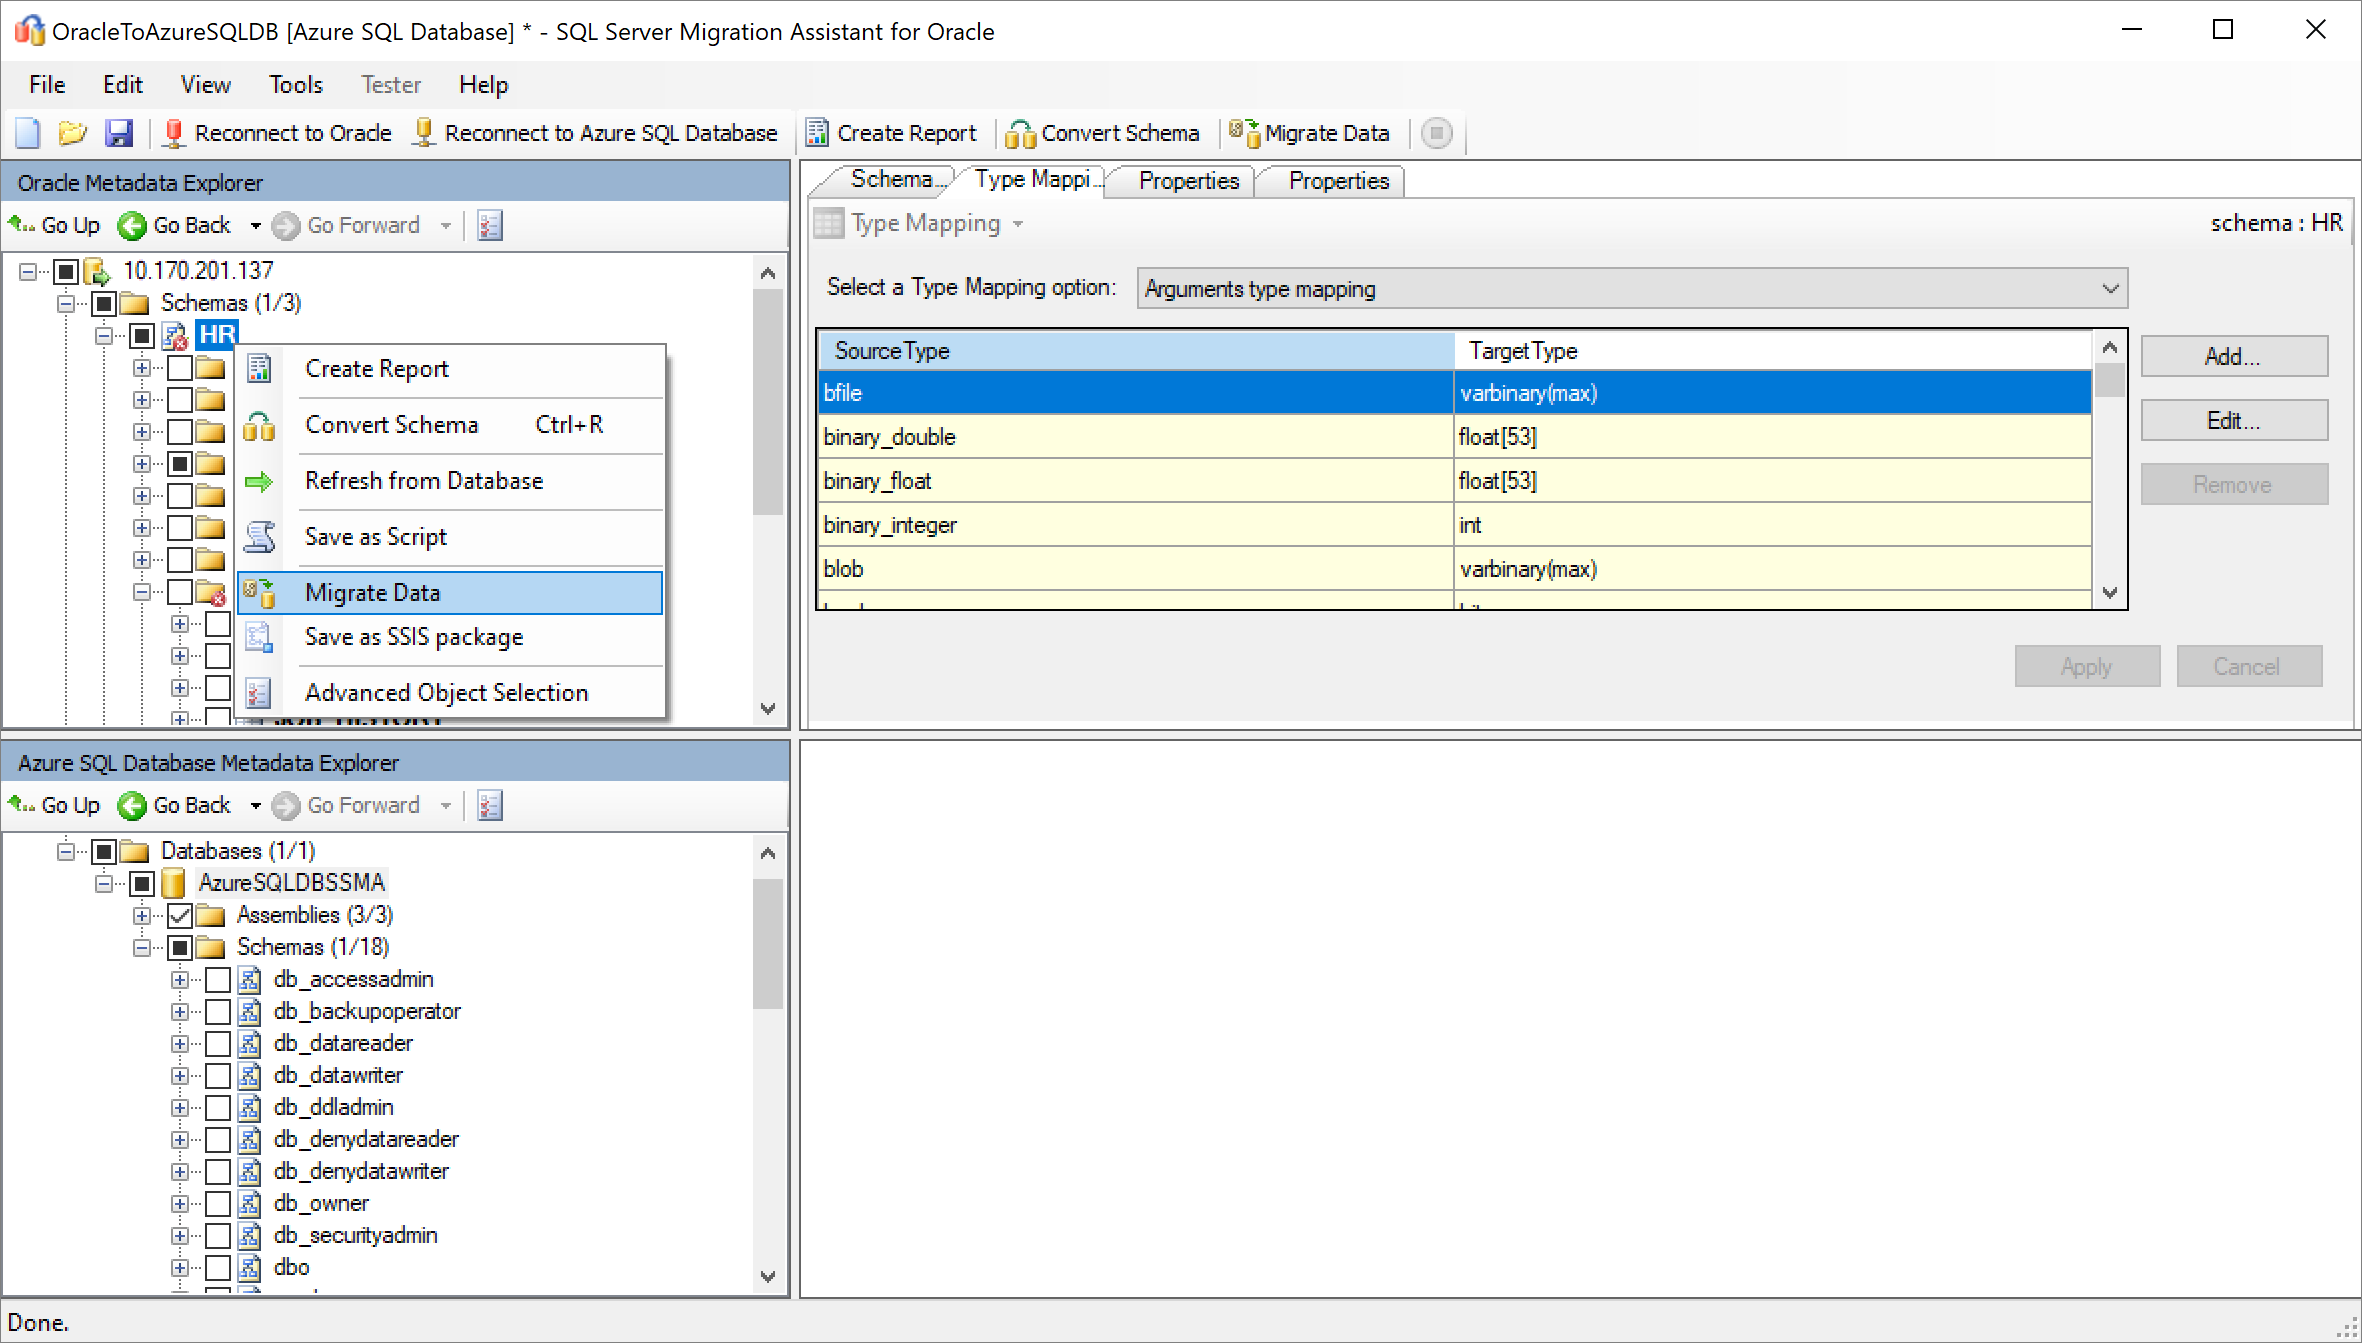 OracleToAzureSQLDB [Azure SQL Database] * - SQL Server Migration Assistant for Oracle
File Edit View Tools Tester Help
Reconnect to Oracle Reconnect to Azure SQL Database Create Report Convert Schema Migrate Data
Oracle Metadata Explorer
Go Up Go Back Go Forward
10.170.201.137
Schemas (1/3)
HR
Create Report
Convert Schema Ctrl+R
Refresh from Database
Save as Script
Migrate Data
Save as SSIS package
Advanced Object Selection
Schema... Type Mappi... Properties Properties
Type Mapping schema : HR
Select a Type Mapping option: Arguments type mapping
Source Type Target Type
bfile varbinary(max)
binary_double float[53]
binary_float float[53]
binary_integer int
blob varbinary(max)
Add...
Edit...
Remove
Apply Cancel
Azure SQL Database Metadata Explorer
Go Up Go Back Go Forward
Databases (1/1)
AzureSQLDBSSMA
Assemblies (3/3)
Schemas (1/18)
db_accessadmin
db_backupoperator
db_datareader
db_datawriter
db_ddladmin
db_denydatareader
db_denydatawriter
db_owner
db_securityadmin
dbo
Done.